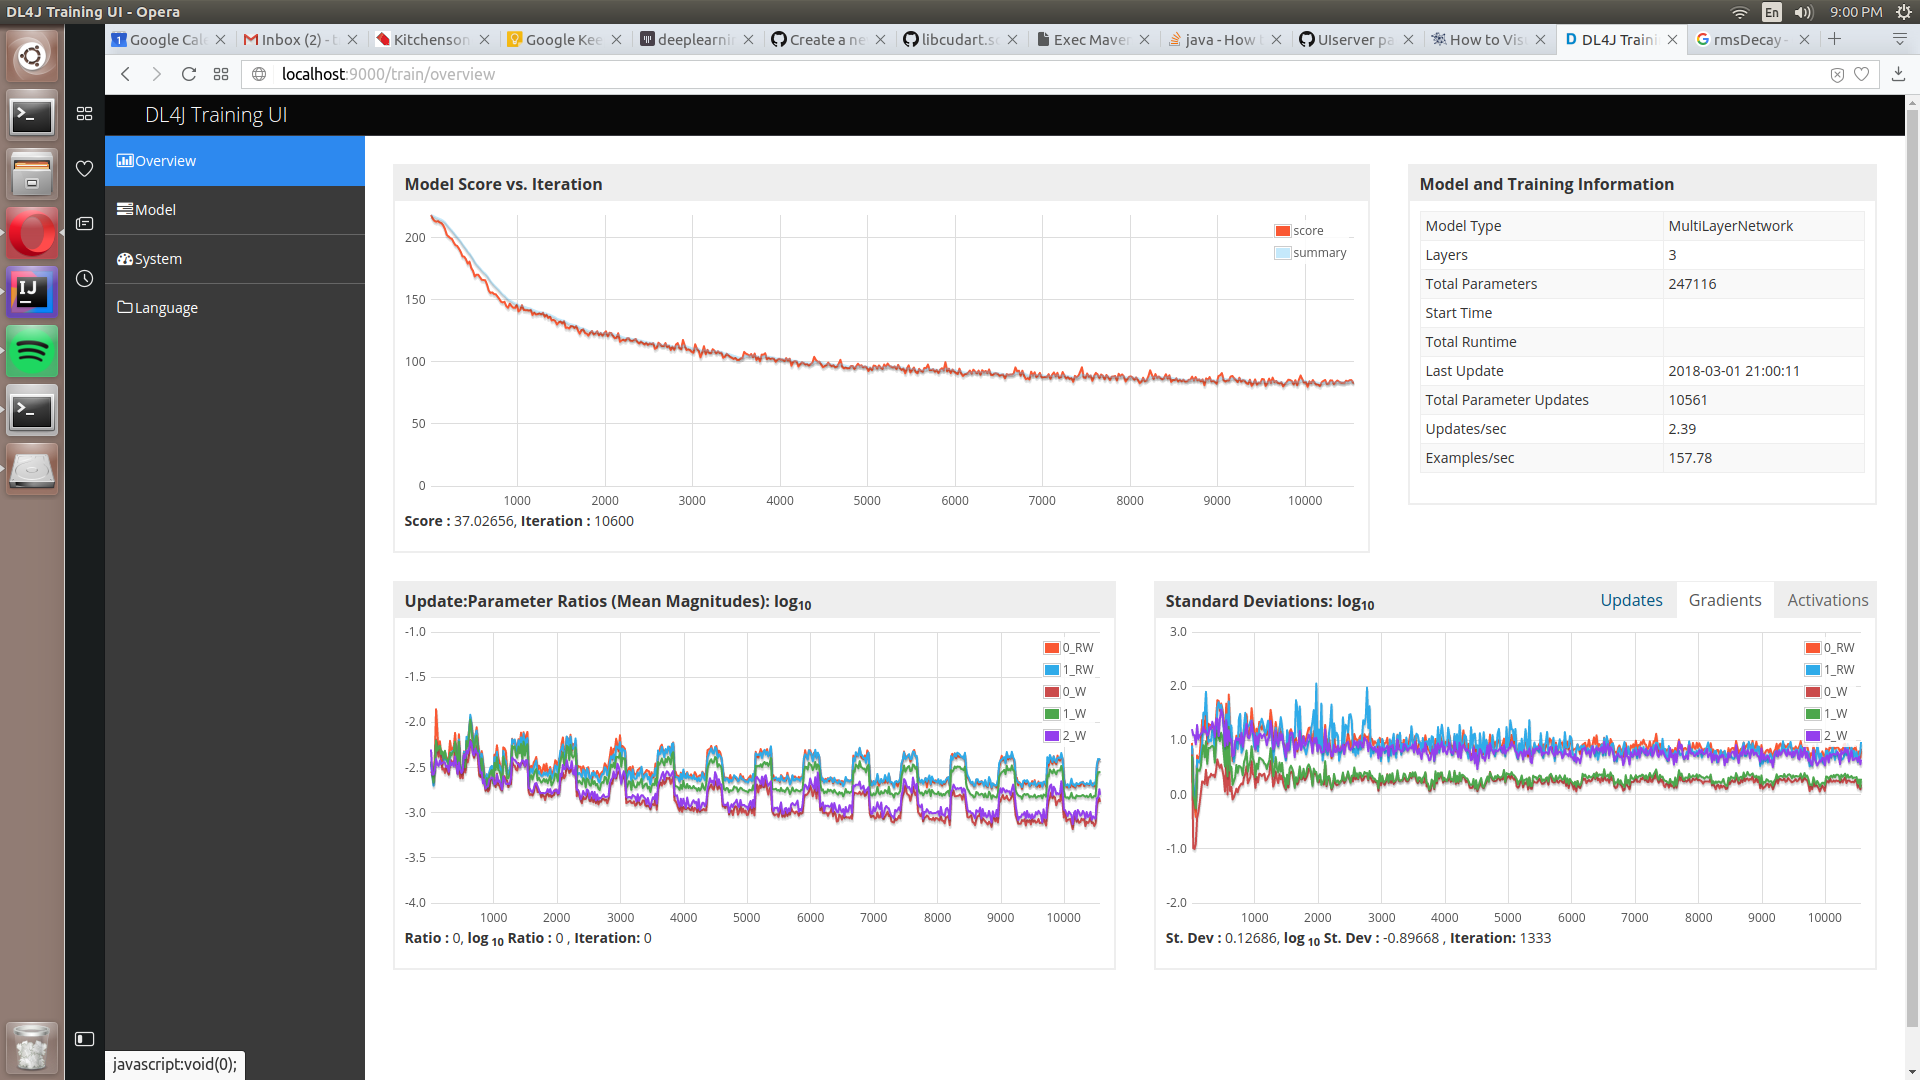 DL4J Training UI - Opera
En
9:00 PM
Google Cale
Inbox (2) - t
Kitchenson
Google Kee
deeplearnin
Create a ne
libcudart.so
Exec Maver
java - How t
UIserver pa
How to Vis
DL4J Traini
rmsDecay -
localhost:9000/train/overview
DL4J Training UI
Overview
Model
System
Language
Model Score vs. Iteration
200
150
100
50
0
1000 2000 3000 4000 5000 6000 7000 8000 9000 10000
score
summary
Score : 37.02656, Iteration : 10600
Model and Training Information
Model Type MultiLayerNetwork
Layers 3
Total Parameters 247116
Start Time
Total Runtime
Last Update 2018-03-01 21:00:11
Total Parameter Updates 10561
Updates/sec 2.39
Examples/sec 157.78
Update:Parameter Ratios (Mean Magnitudes): log10
-1.0
-1.5
-2.0
-2.5
-3.0
-3.5
-4.0
1000 2000 3000 4000 5000 6000 7000 8000 9000 10000
0_RW
1_RW
0_W
1_W
2_W
Ratio : 0, log 10 Ratio : 0 , Iteration: 0
Standard Deviations: log10
Updates Gradients Activations
3.0
2.0
1.0
0.0
-1.0
-2.0
1000 2000 3000 4000 5000 6000 7000 8000 9000 10000
0_RW
1_RW
0_W
1_W
2_W
St. Dev : 0.12686, log 10 St. Dev : -0.89668 , Iteration: 1333
IJ
javascript:void(0);